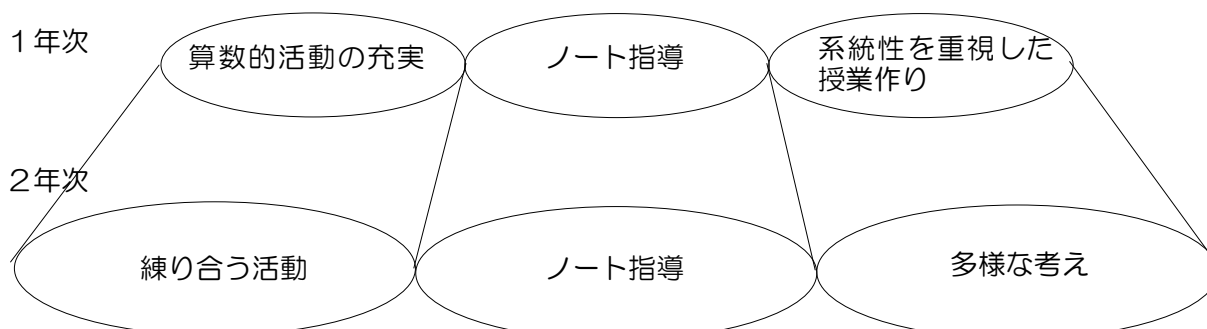 1年次
算数的活動の充実
ノート指導
系統性を重視した
授業作り
2年次
練り合う活動
ノート指導
多様な考え